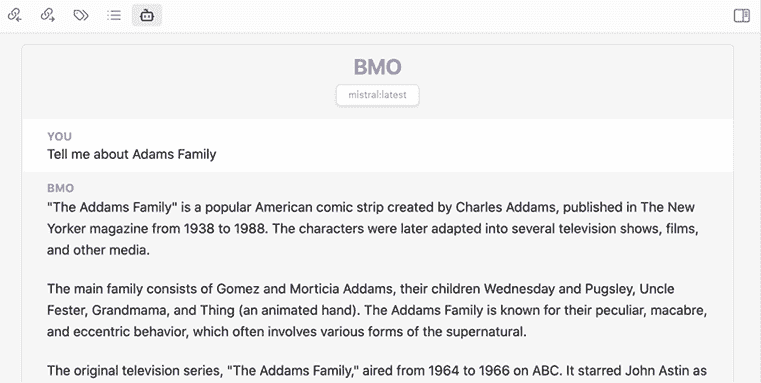 BMO
mistral:latest
YOU
Tell me about Adams Family
BMO
"The Addams Family" is a popular American comic strip created by Charles Addams, published in The New
Yorker magazine from 1938 to 1988. The characters were later adapted into several television shows, films,
and other media.
The main family consists of Gomez and Morticia Addams, their children Wednesday and Pugsley, Uncle
Fester, Grandmama, and Thing (an animated hand). The Addams Family is known for their peculiar, macabre,
and eccentric behavior, which often involves various forms of the supernatural.
The original television series, "The Addams Family," aired from 1964 to 1966 on ABC. It starred John Astin as